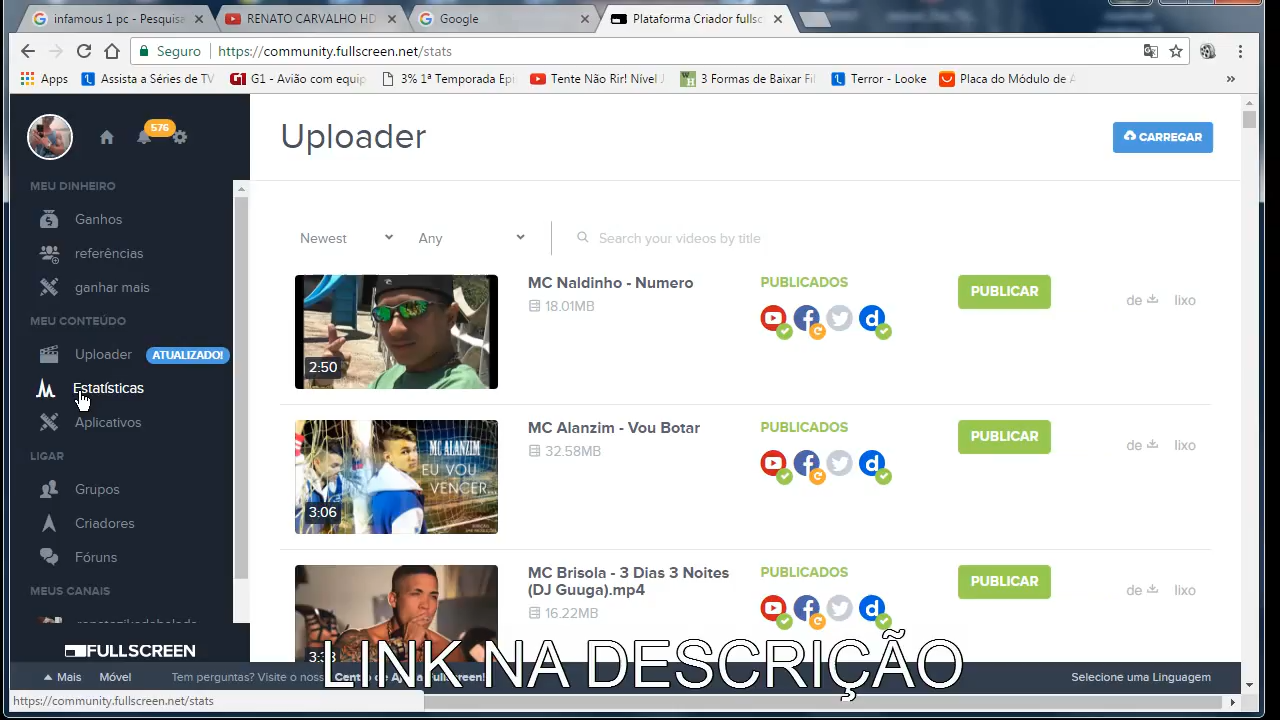 infamous 1 pc - Pesquisa
RENATO CARVALHO HD
Google
Plataforma Criador fullsc
Seguro
https://community.fullscreen.net/stats
Apps
Assista a Séries de TV
G1 - Avião com equip
3% 1ª Temporada Epi
Tente Não Rir! Nível
3 Formas de Baixar Fil
Terror - Looke
Placa do Módulo de A
»
576
MEU DINHEIRO
Ganhos
referências
ganhar mais
MEU CONTEÚDO
Uploader
ATUALIZADO!
Estatísticas
Aplicativos
LIGAR
Grupos
Criadores
Fóruns
MEUS CANAIS
FULLSCREEN
Uploader
CARREGAR
Newest
Any
Search your videos by title
MC Naldinho - Numero
18.01MB
PUBLICADOS
PUBLICAR
de
lixo
2:50
MC Alanzim - Vou Botar
32.58MB
PUBLICADOS
PUBLICAR
de
lixo
MC ALANZIM
EU VOU
VENCER
3:06
MC Brisola - 3 Dias 3 Noites
(DJ Guuga).mp4
16.22MB
PUBLICADOS
PUBLICAR
de
lixo
LINK NA DESCRIÇÃO
Mais
Móvel
Tem perguntas? Visite o nosso
Selecione uma Linguagem
https://community.fullscreen.net/stats